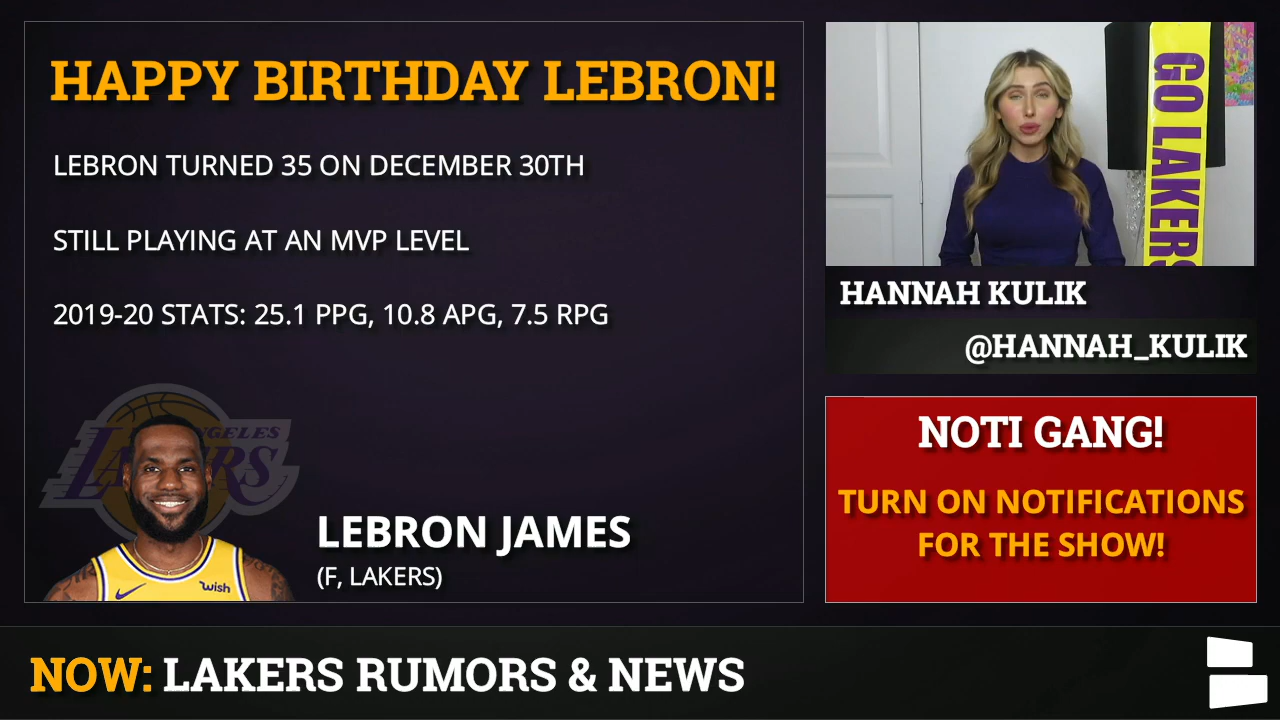 HAPPY BIRTHDAY LEBRON!
LEBRON TURNED 35 ON DECEMBER 30TH
STILL PLAYING AT AN MVP LEVEL
2019-20 STATS: 25.1 PPG, 10.8 APG, 7.5 RPG
LAKERS
wish
LEBRON JAMES
(F, LAKERS)
GO LAKERS
HANNAH KULIK
@HANNAH_KULIK
NOTI GANG!
TURN ON NOTIFICATIONS
FOR THE SHOW!
NOW: LAKERS RUMORS & NEWS